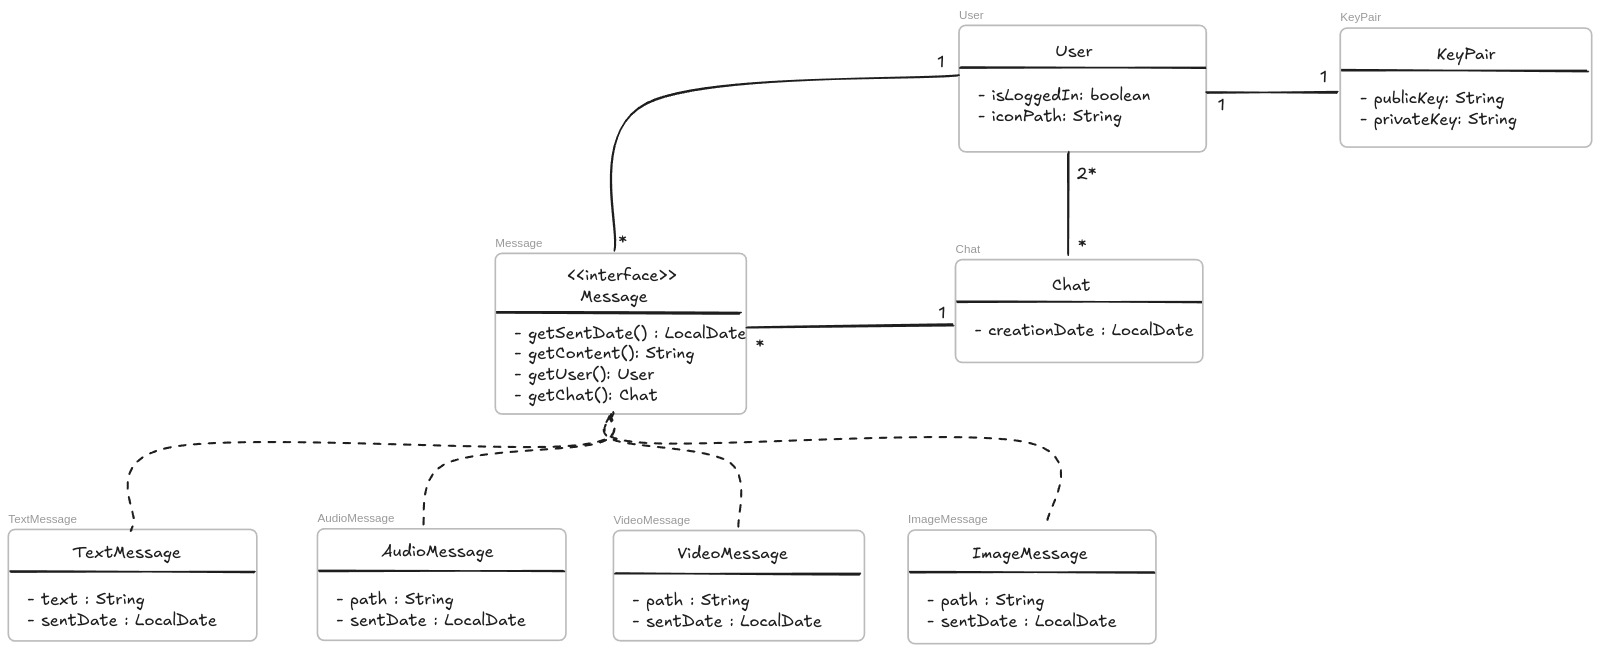 User
User
- isLoggedIn: boolean
- iconPath: String
KeyPair
KeyPair
- publicKey: String
- privateKey: String
1
1
1
2*
*
*
Message
<<interface>>
Message
- getSentDate() : LocalDate
- getContent(): String
- getUser(): User
- getChat(): Chat
1
*
Chat
Chat
- creationDate : LocalDate
TextMessage
TextMessage
- text : String
- sentDate : LocalDate
AudioMessage
AudioMessage
- path : String
- sentDate : LocalDate
VideoMessage
VideoMessage
- path : String
- sentDate : LocalDate
ImageMessage
ImageMessage
- path : String
- sentDate : LocalDate